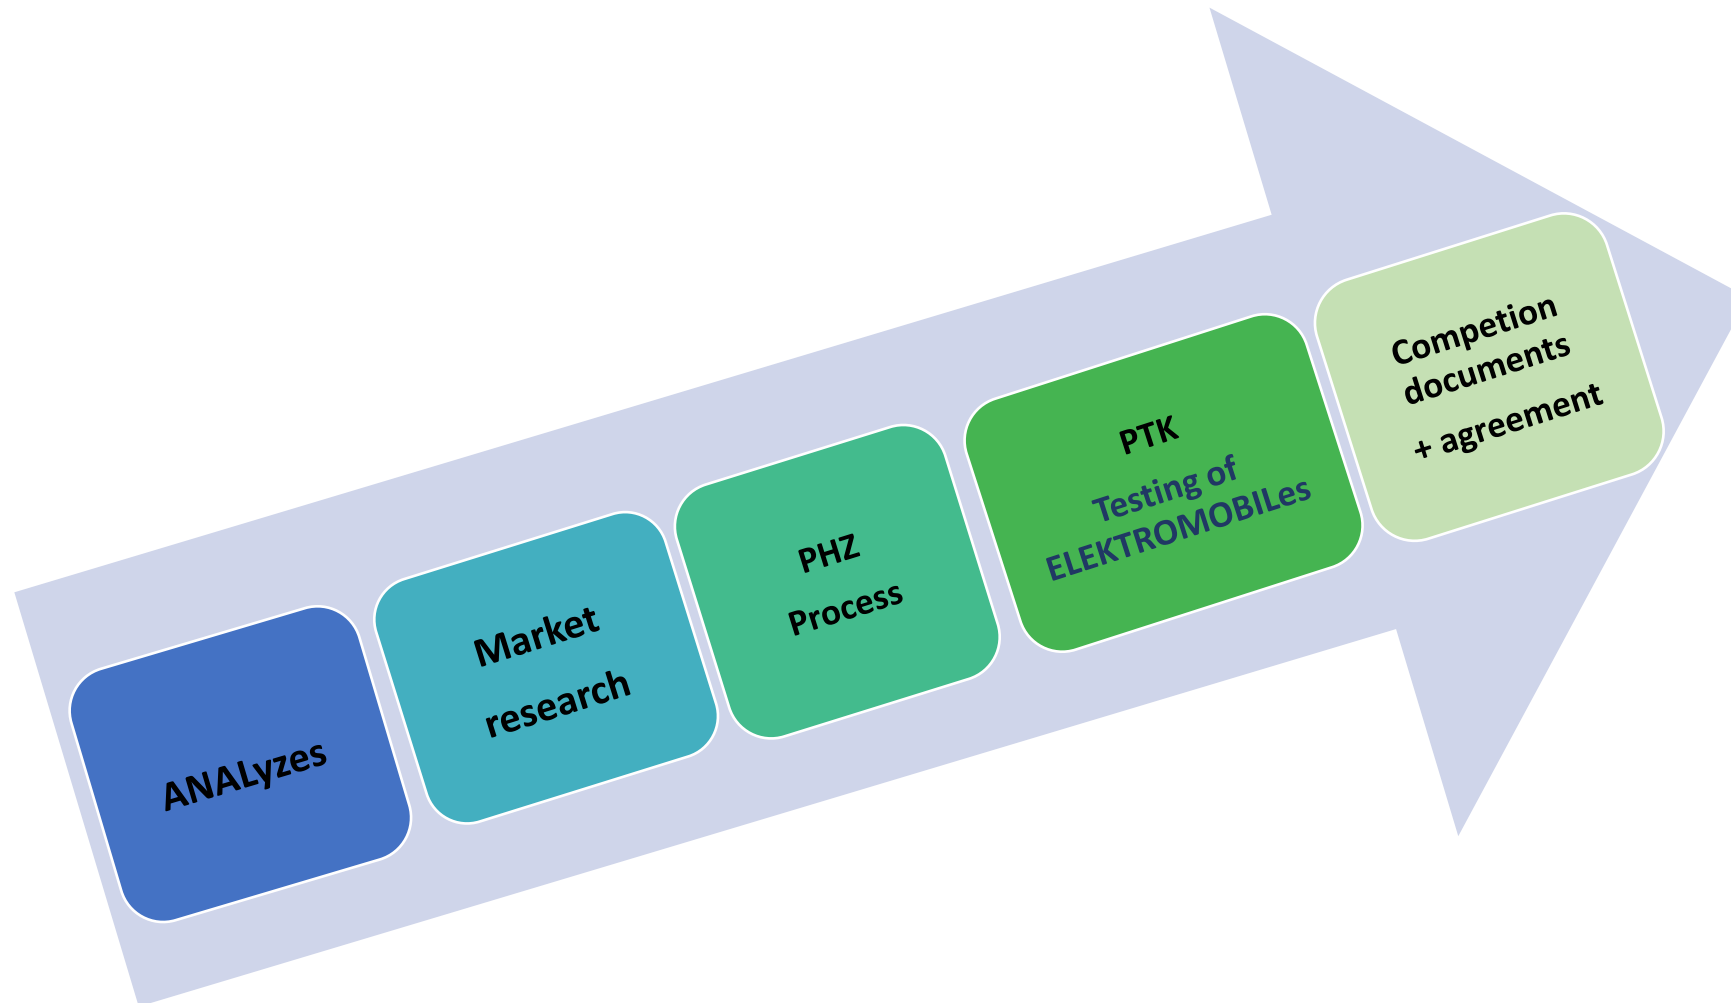 ANALyzes
Market
research
PHZ
Process
PTK
Testing of
ELEKTROMOBILes
Competion
documents
+ agreement